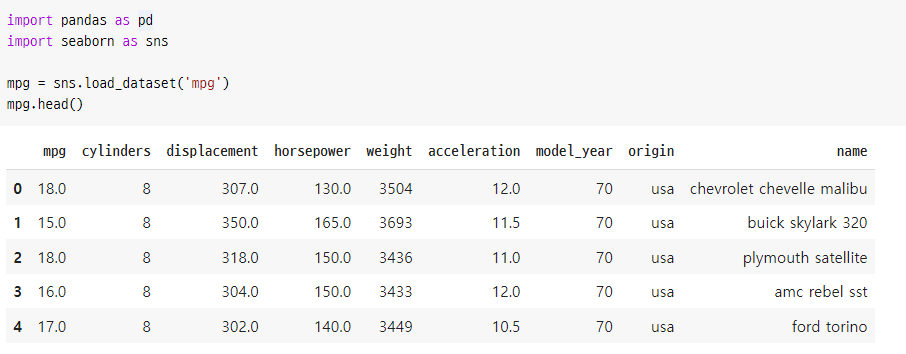 import pandas as pd
import seaborn as sns
mpg = sns.load_dataset('mpg')
mpg.head()
mpg cylinders displacement horsepower weight acceleration model_year origin name
0 18.0 8 307.0 130.0 3504 12.0 70 usa chevrolet chevelle malibu
1 15.0 8 350.0 165.0 3693 11.5 70 usa buick skylark 320
2 18.0 8 318.0 150.0 3436 11.0 70 usa plymouth satellite
3 16.0 8 304.0 150.0 3433 12.0 70 usa amc rebel sst
4 17.0 8 302.0 140.0 3449 10.5 70 usa ford torino